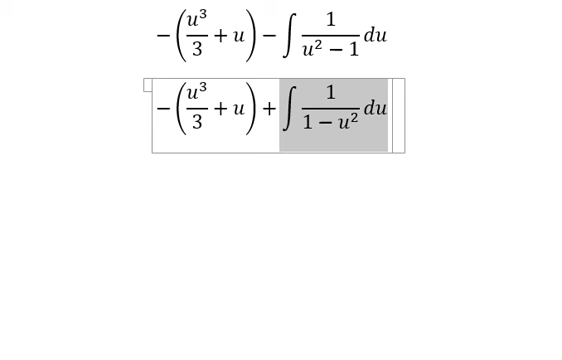 −(u³/3 + u) − ∫ 1/(u² − 1) du
−(u³/3 + u) + ∫ 1/(1 − u²) du